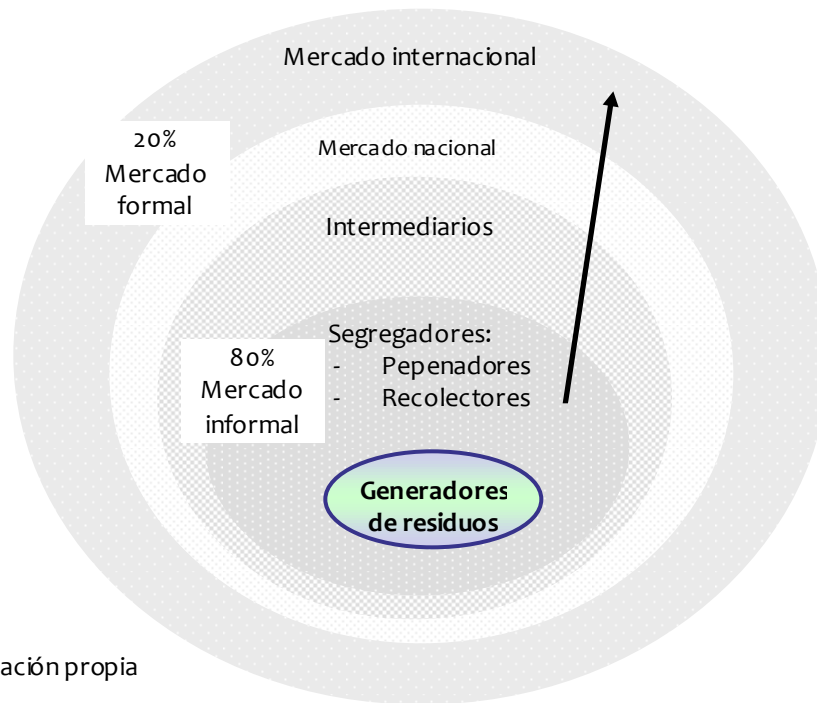 Mercado internacional
20%
Mercado
formal
Mercado nacional
Intermediarios
Segregadores:
- Pepenadores
- Recolectores
80%
Mercado
informal
Generadores
de residuos
ación propia